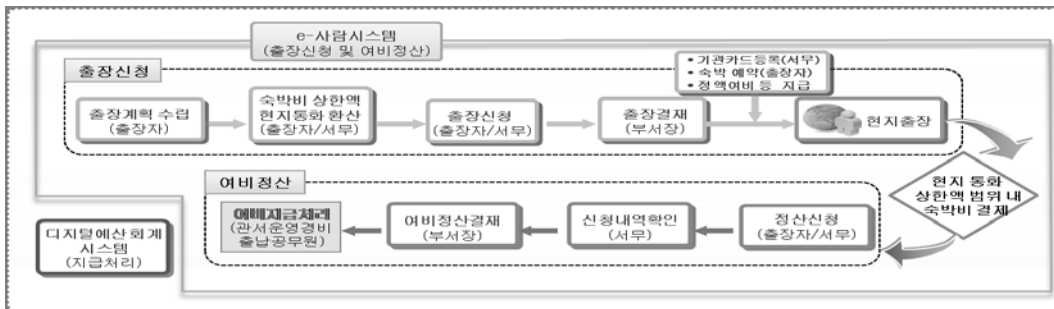 e-사람시스템
(출장신청 및 여비정산)
출장신청
• 기관카드등록(서무)
• 숙박 예약(출장자)
• 정액여비 등 지급
출장계획 수립
(출장자)
숙박비 상한액
현지통화 환산
(출장자/서무)
출장신청
(출장자/서무)
출장결재
(부서장)
현지출장
현지 통화
상한액 범위 내
숙박비 결제
여비정산
여비지급처리
(관서운영경비
출납공무원)
여비정산결재
(부서장)
신청내역확인
(서무)
정산신청
(출장자/서무)
디지털예산회계
시스템
(지급처리)